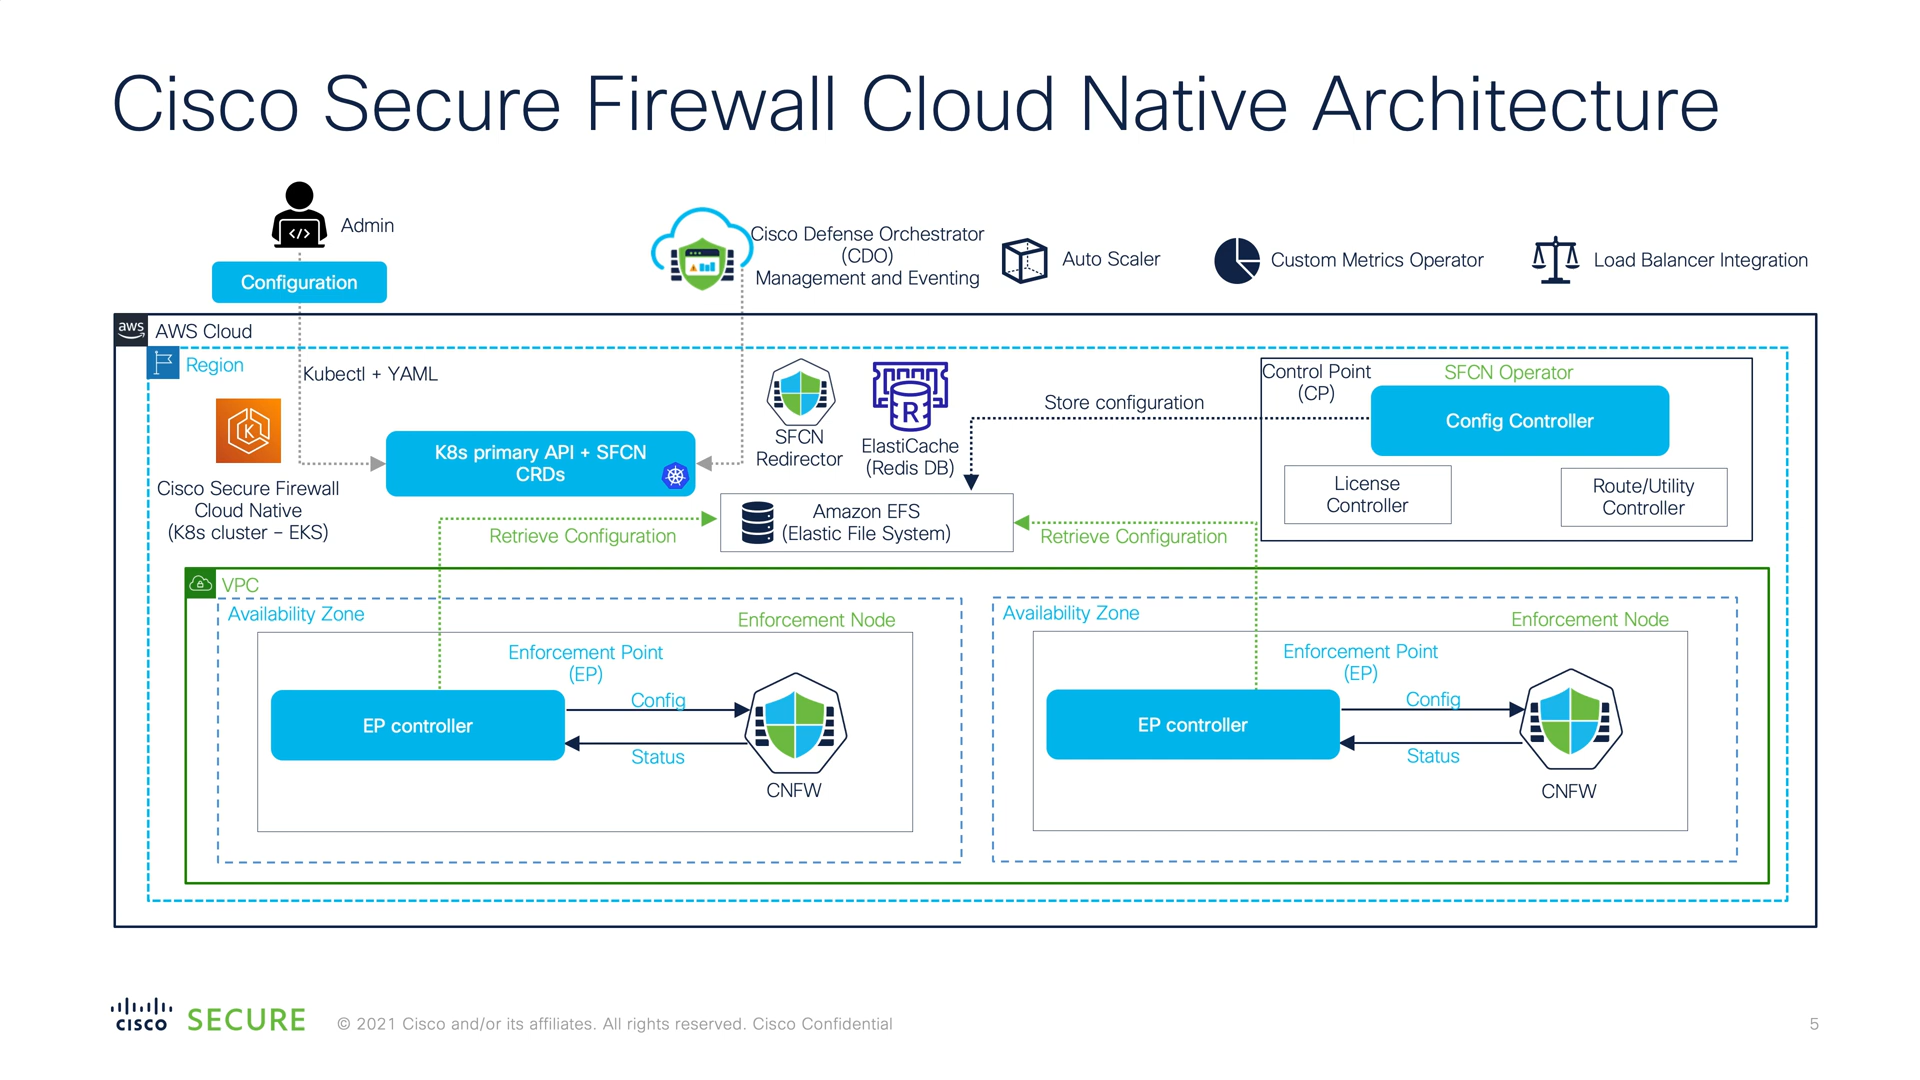 Cisco Secure Firewall Cloud Native Architecture
Admin
Configuration
Cisco Defense Orchestrator
(CDO)
Management and Eventing
Auto Scaler
Custom Metrics Operator
Load Balancer Integration
aws
AWS Cloud
Region
Kubectl + YAML
K
Cisco Secure Firewall
Cloud Native
(K8s cluster – EKS)
K8s primary API + SFCN
CRDs
SFCN
Redirector
R
ElastiCache
(Redis DB)
Store configuration
Control Point
(CP)
SFCN Operator
Config Controller
License
Controller
Route/Utility
Controller
Amazon EFS
(Elastic File System)
Retrieve Configuration
Retrieve Configuration
VPC
Availability Zone
Enforcement Node
Enforcement Point
(EP)
EP controller
Config
Status
CNFW
Availability Zone
Enforcement Node
Enforcement Point
(EP)
EP controller
Config
Status
CNFW
CISCO SECURE
© 2021 Cisco and/or its affiliates. All rights reserved. Cisco Confidential
5